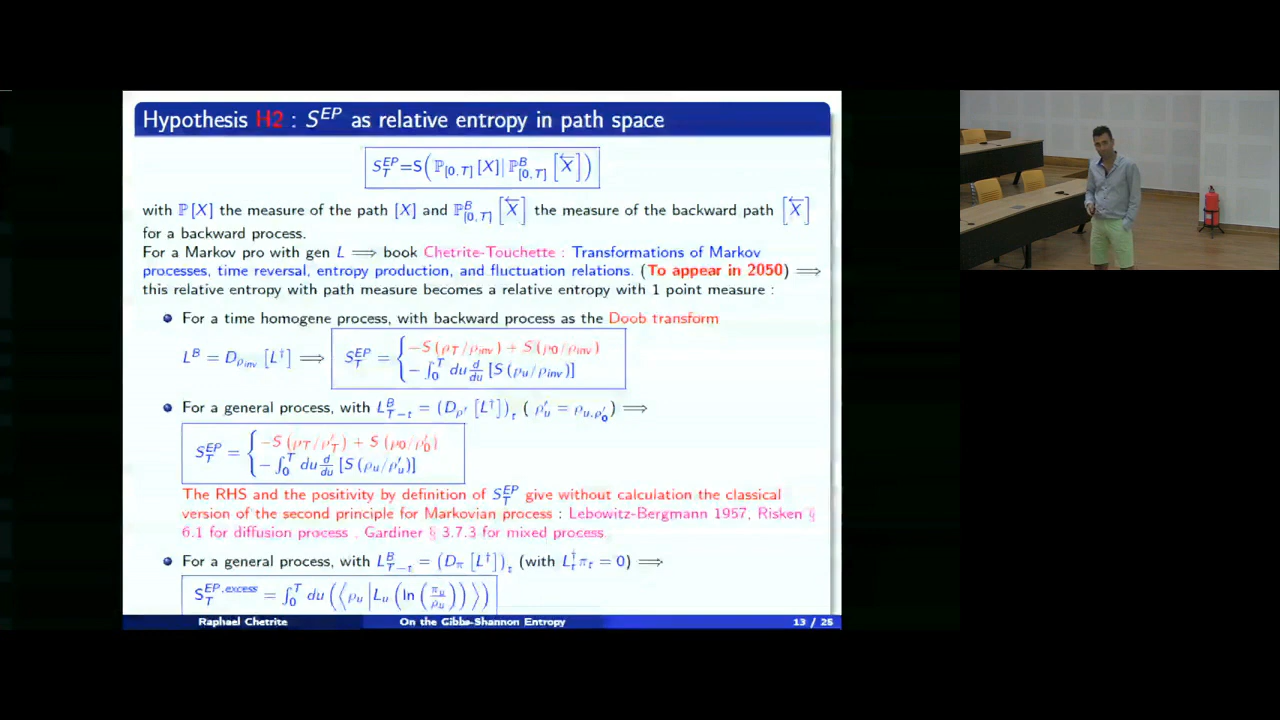 Hypothesis H2 : S^{EP} as relative entropy in path space
S_T^{EP}=S(ℙ_{[0,T]} [X]| ℙ^B_{[0,T]} [\overleftarrow{X}])
with ℙ [X] the measure of the path [X] and ℙ^B_{[0,T]} [\overleftarrow{X}] the measure of the backward path [\overleftarrow{X}]
for a backward process.
For a Markov pro with gen L ⟹ book Chetrite-Touchette : Transformations of Markov
processes, time reversal, entropy production, and fluctuation relations. (To appear in 2050) ⟹
this relative entropy with path measure becomes a relative entropy with 1 point measure :
For a time homogene process, with backward process as the Doob transform
L^B = D_{ρ_{inv}} [L^†] ⟹ S_T^{EP} = { −S (ρ_T/ρ_{inv}) + S (ρ_0/ρ_{inv})
− ∫_0^T du d/du [S (ρ_u/ρ_{inv})]
For a general process, with L^B_{T−t} = (D_{ρ'} [L^†])_t ( ρ'_u = ρ_{u,ρ'_0}) ⟹
S_T^{EP} = { −S (ρ_T/ρ'_T) + S (ρ_0/ρ'_0)
− ∫_0^T du d/du [S (ρ_u/ρ'_u)]
The RHS and the positivity by definition of S_T^{EP} give without calculation the classical
version of the second principle for Markovian process : Lebowitz-Bergmann 1957, Risken §
6.1 for diffusion process , Gardiner § 3.7.3 for mixed process.
For a general process, with L^B_{T−t} = (D_π [L^†])_t (with L_t^† π_t = 0) ⟹
S_T^{EP,excess} = ∫_0^T du (⟨ρ_u |L_u (ln (π_u/ρ_u)) ⟩)
Raphael Chetrite On the Gibbs-Shannon Entropy 13 / 25